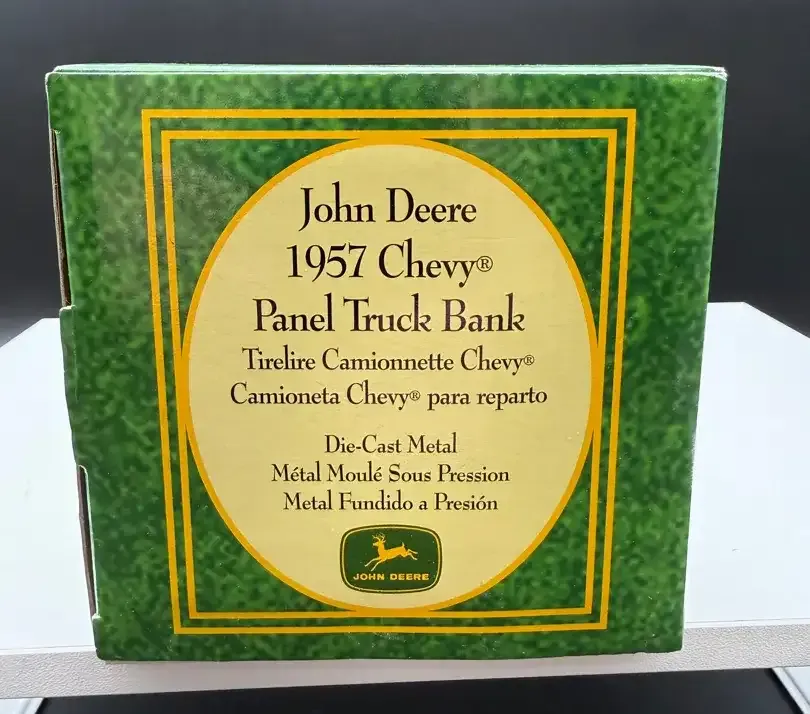 John Deere
1957 Chevy®
Panel Truck Bank
Tirelire Camionnette Chevy®
Camioneta Chevy® para reparto
Die-Cast Metal
Métal Moulé Sous Pression
Metal Fundido a Presión
JOHN DEERE